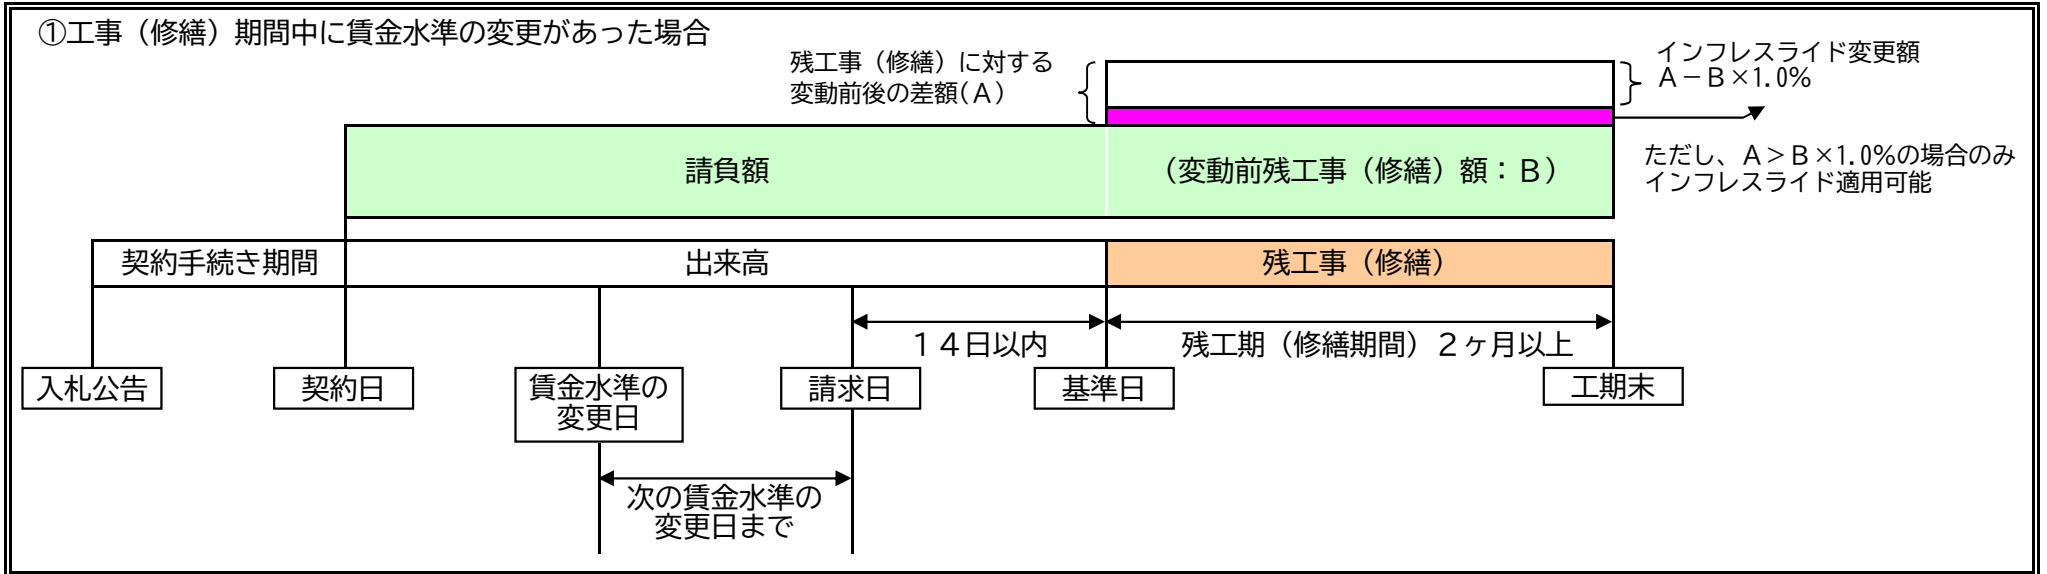 ①工事（修繕）期間中に賃金水準の変更があった場合
残工事（修繕）に対する
変動前後の差額(Ａ)
インフレスライド変更額
Ａ－Ｂ×1.0%
請負額
（変動前残工事（修繕）額：Ｂ）
ただし、Ａ＞Ｂ×1.0%の場合のみ
インフレスライド適用可能
契約手続き期間
出来高
残工事（修繕）
１４日以内
残工期（修繕期間）２ヶ月以上
入札公告
契約日
賃金水準の
変更日
請求日
基準日
工期末
次の賃金水準の
変更日まで